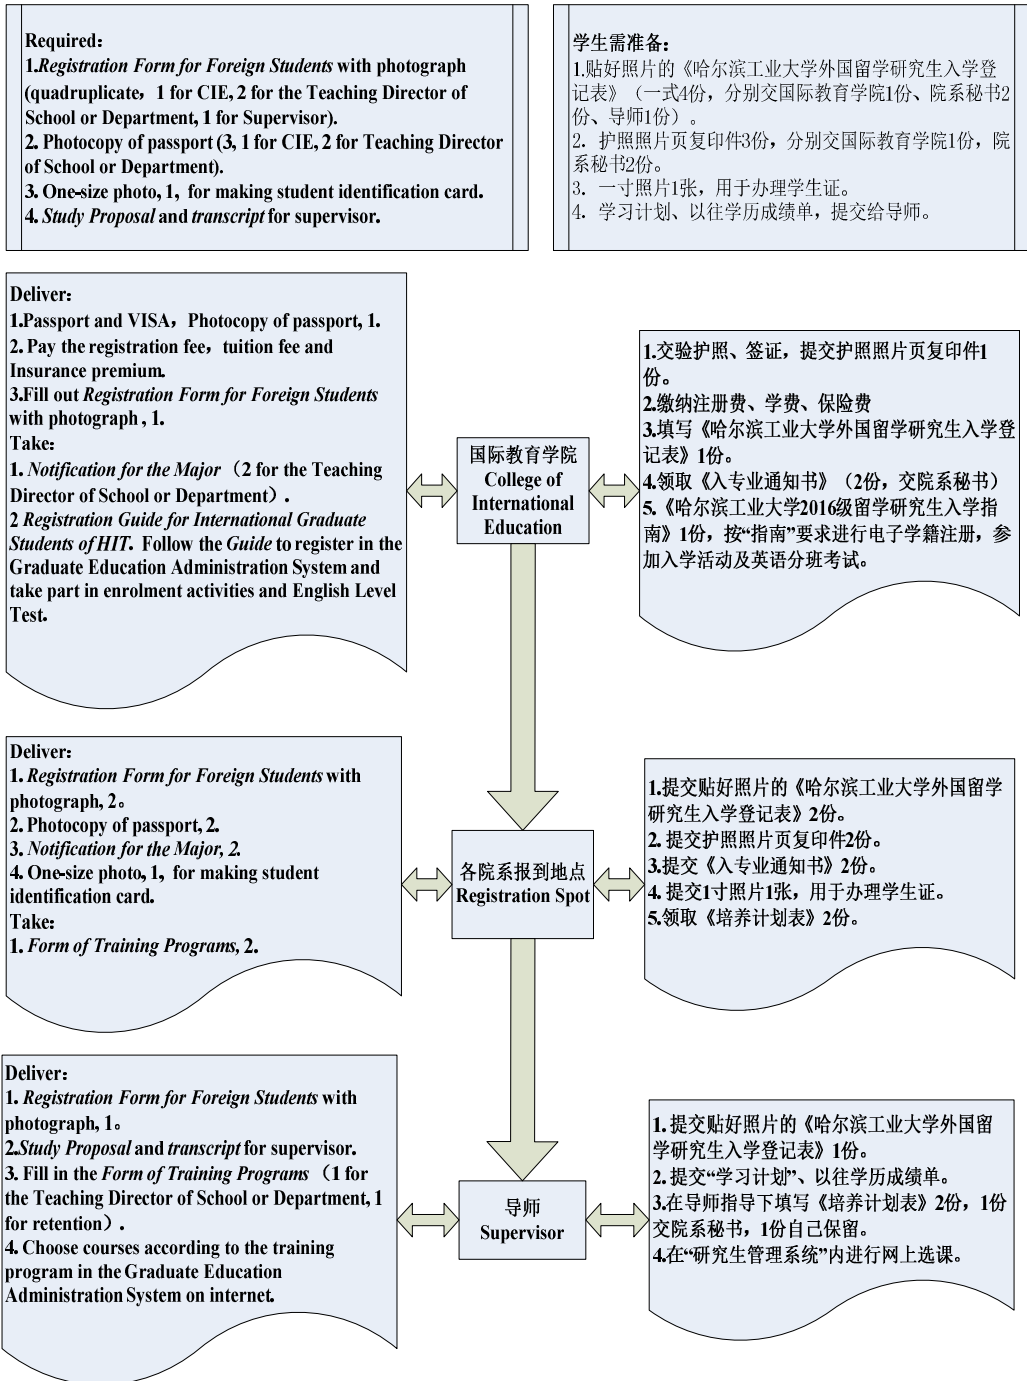 Required：
1.Registration Form for Foreign Students with photograph
(quadruplicate，1 for CIE, 2 for the Teaching Director of
School or Department, 1 for Supervisor).
2. Photocopy of passport (3, 1 for CIE, 2 for Teaching Director
of School or Department).
3. One-size photo, 1, for making student identification card.
4. Study Proposal and transcript for supervisor.
学生需准备：
1.贴好照片的《哈尔滨工业大学外国留学研究生入学登
记表》（一式4份，分别交国际教育学院1份、院系秘书2
份、导师1份）。
2. 护照照片页复印件3份，分别交国际教育学院1份，院
系秘书2份。
3. 一寸照片1张，用于办理学生证。
4. 学习计划、以往学历成绩单，提交给导师。
Deliver：
1.Passport and VISA，Photocopy of passport, 1.
2. Pay the registration fee，tuition fee and
Insurance premium.
3.Fill out Registration Form for Foreign Students
with photograph , 1.
Take：
1. Notification for the Major（2 for the Teaching
Director of School or Department）.
2 Registration Guide for International Graduate
Students of HIT. Follow the Guide to register in the
Graduate Education Administration System and
take part in enrolment activities and English Level
Test.
国际教育学院
College of
International
Education
1.交验护照、签证，提交护照照片页复印件1
份。
2.缴纳注册费、学费、保险费
3.填写《哈尔滨工业大学外国留学研究生入学登
记表》1份。
4.领取《入专业通知书》（2份，交院系秘书）
5.《哈尔滨工业大学2016级留学研究生入学指
南》1份，按“指南”要求进行电子学籍注册，参
加入学活动及英语分班考试。
Deliver：
1. Registration Form for Foreign Students with
photograph, 2。
2. Photocopy of passport, 2.
3. Notification for the Major, 2.
4. One-size photo, 1, for making student
identification card.
Take：
1. Form of Training Programs, 2.
各院系报到地点
Registration Spot
1.提交贴好照片的《哈尔滨工业大学外国留学
研究生入学登记表》2份。
2. 提交护照照片页复印件2份。
3.提交《入专业通知书》2份。
4. 提交1寸照片1张，用于办理学生证。
5.领取《培养计划表》2份。
Deliver：
1. Registration Form for Foreign Students with
photograph, 1。
2.Study Proposal and transcript for supervisor.
3. Fill in the Form of Training Programs （1 for
the Teaching Director of School or Department, 1
for retention）.
4. Choose courses according to the training
program in the Graduate Education
Administration System on internet.
导师
Supervisor
1. 提交贴好照片的《哈尔滨工业大学外国留
学研究生入学登记表》1份。
2. 提交“学习计划”、以往学历成绩单。
3.在导师指导下填写《培养计划表》2份，1份
交院系秘书，1份自己保留。
4.在“研究生管理系统”内进行网上选课。